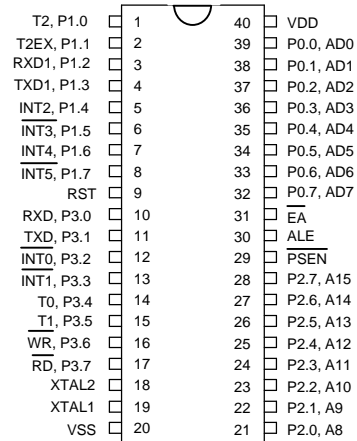 T2, P1.0 1 40 VDD
T2EX, P1.1 2 39 P0.0, AD0
RXD1, P1.2 3 38 P0.1, AD1
TXD1, P1.3 4 37 P0.2, AD2
INT2, P1.4 5 36 P0.3, AD3
INT3, P1.5 6 35 P0.4, AD4
INT4, P1.6 7 34 P0.5, AD5
INT5, P1.7 8 33 P0.6, AD6
RST 9 32 P0.7, AD7
RXD, P3.0 10 31 EA
TXD, P3.1 11 30 ALE
INT0, P3.2 12 29 PSEN
INT1, P3.3 13 28 P2.7, A15
T0, P3.4 14 27 P2.6, A14
T1, P3.5 15 26 P2.5, A13
WR, P3.6 16 25 P2.4, A12
RD, P3.7 17 24 P2.3, A11
XTAL2 18 23 P2.2, A10
XTAL1 19 22 P2.1, A9
VSS 20 21 P2.0, A8